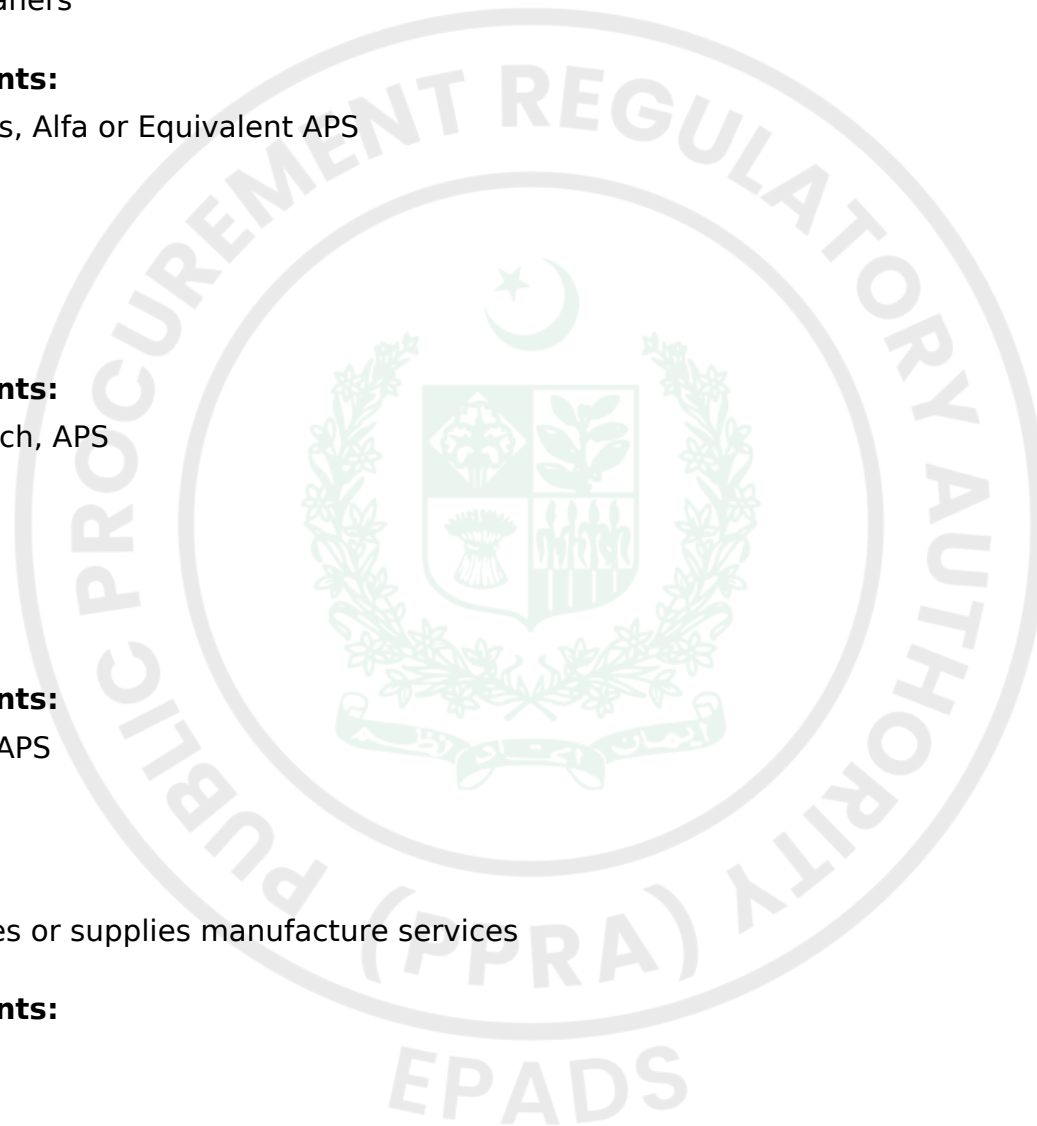 aners
nts:
s, Alfa or Equivalent APS
nts:
ch, APS
nts:
APS
es or supplies manufacture services
nts:
PUBLIC PROCUREMENT REGULATORY AUTHORITY
(PPRA)
EPADS